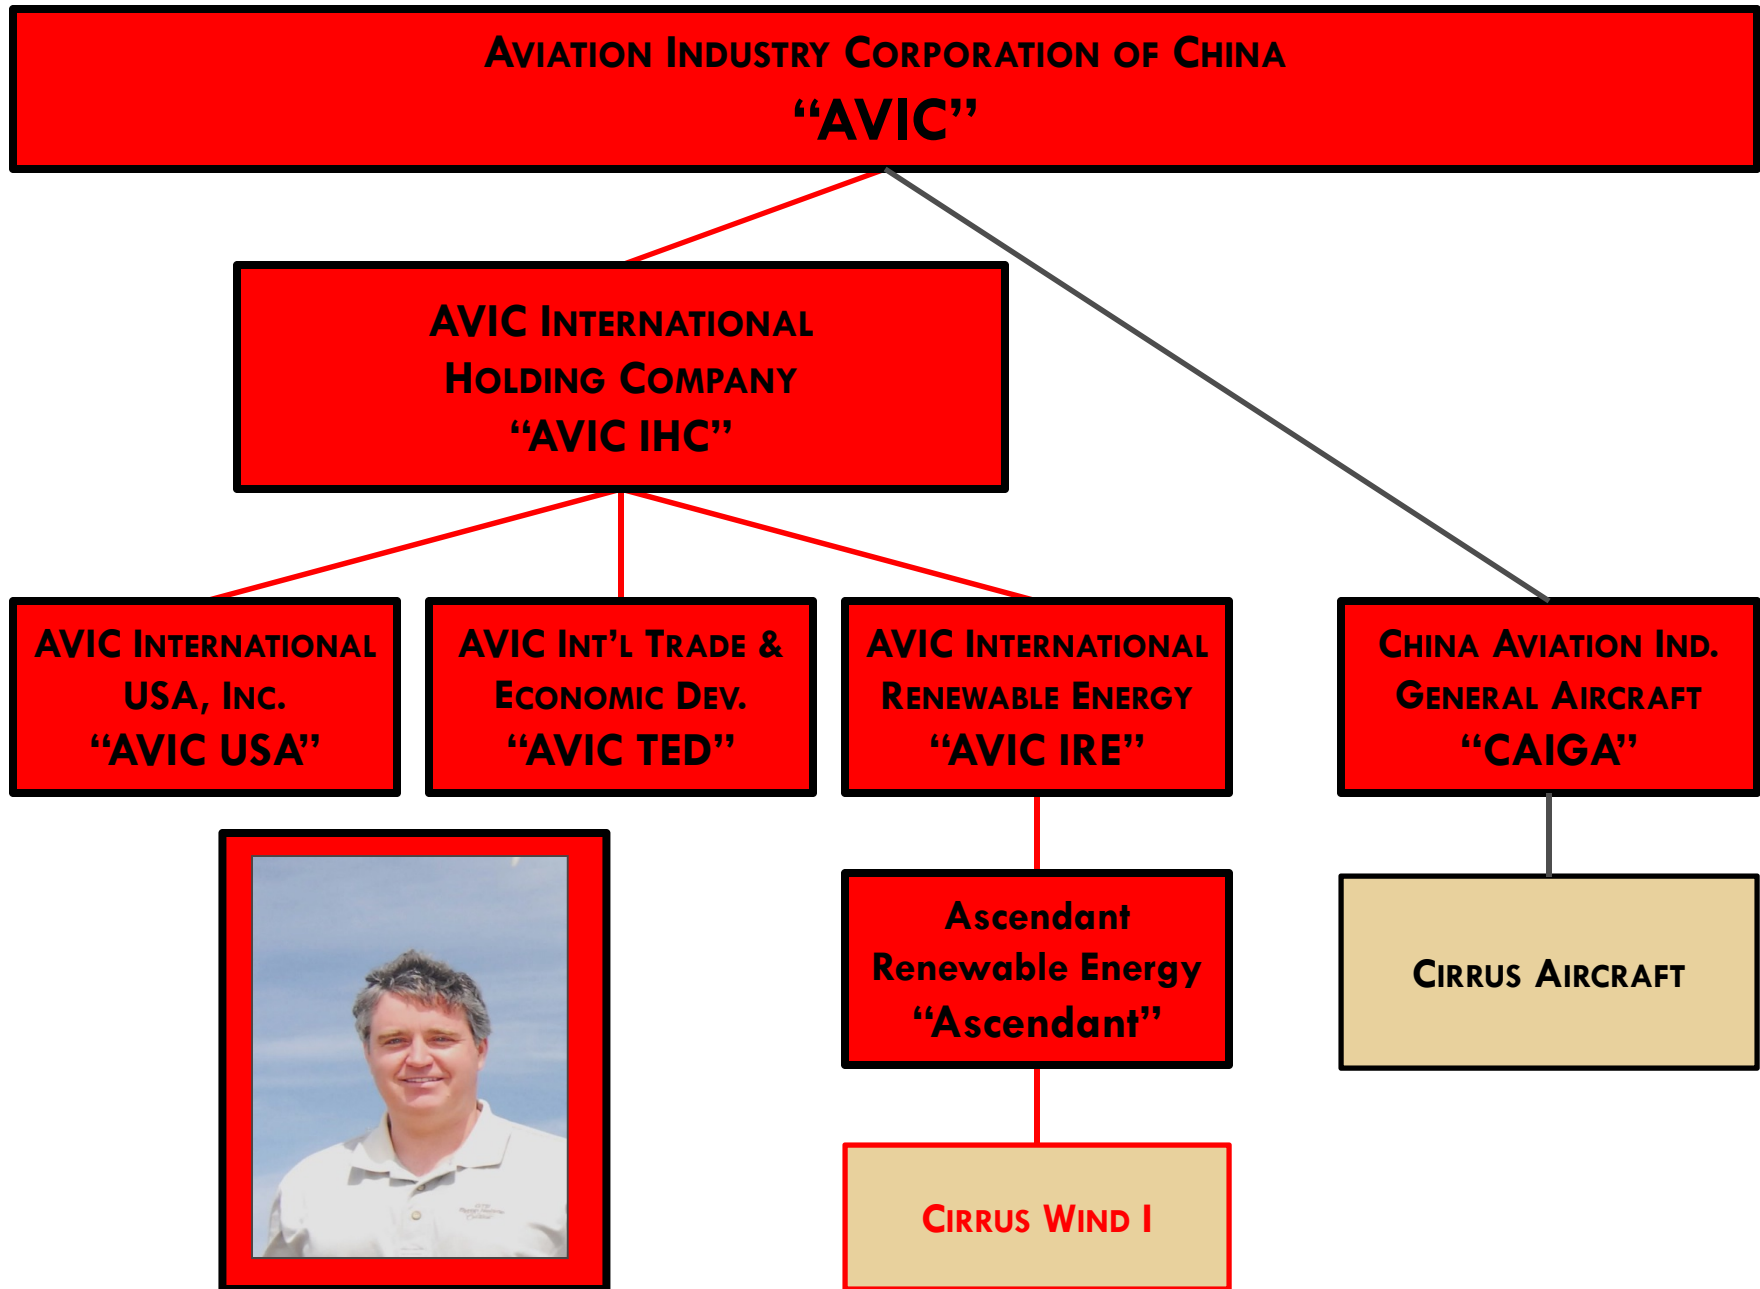 AVIATION INDUSTRY CORPORATION OF CHINA
“AVIC”
AVIC INTERNATIONAL
HOLDING COMPANY
“AVIC IHC”
AVIC INTERNATIONAL
USA, INC.
“AVIC USA”
AVIC INT’L TRADE &
ECONOMIC DEV.
“AVIC TED”
AVIC INTERNATIONAL
RENEWABLE ENERGY
“AVIC IRE”
CHINA AVIATION IND.
GENERAL AIRCRAFT
“CAIGA”
Ascendant
Renewable Energy
“Ascendant”
CIRRUS AIRCRAFT
CIRRUS WIND I